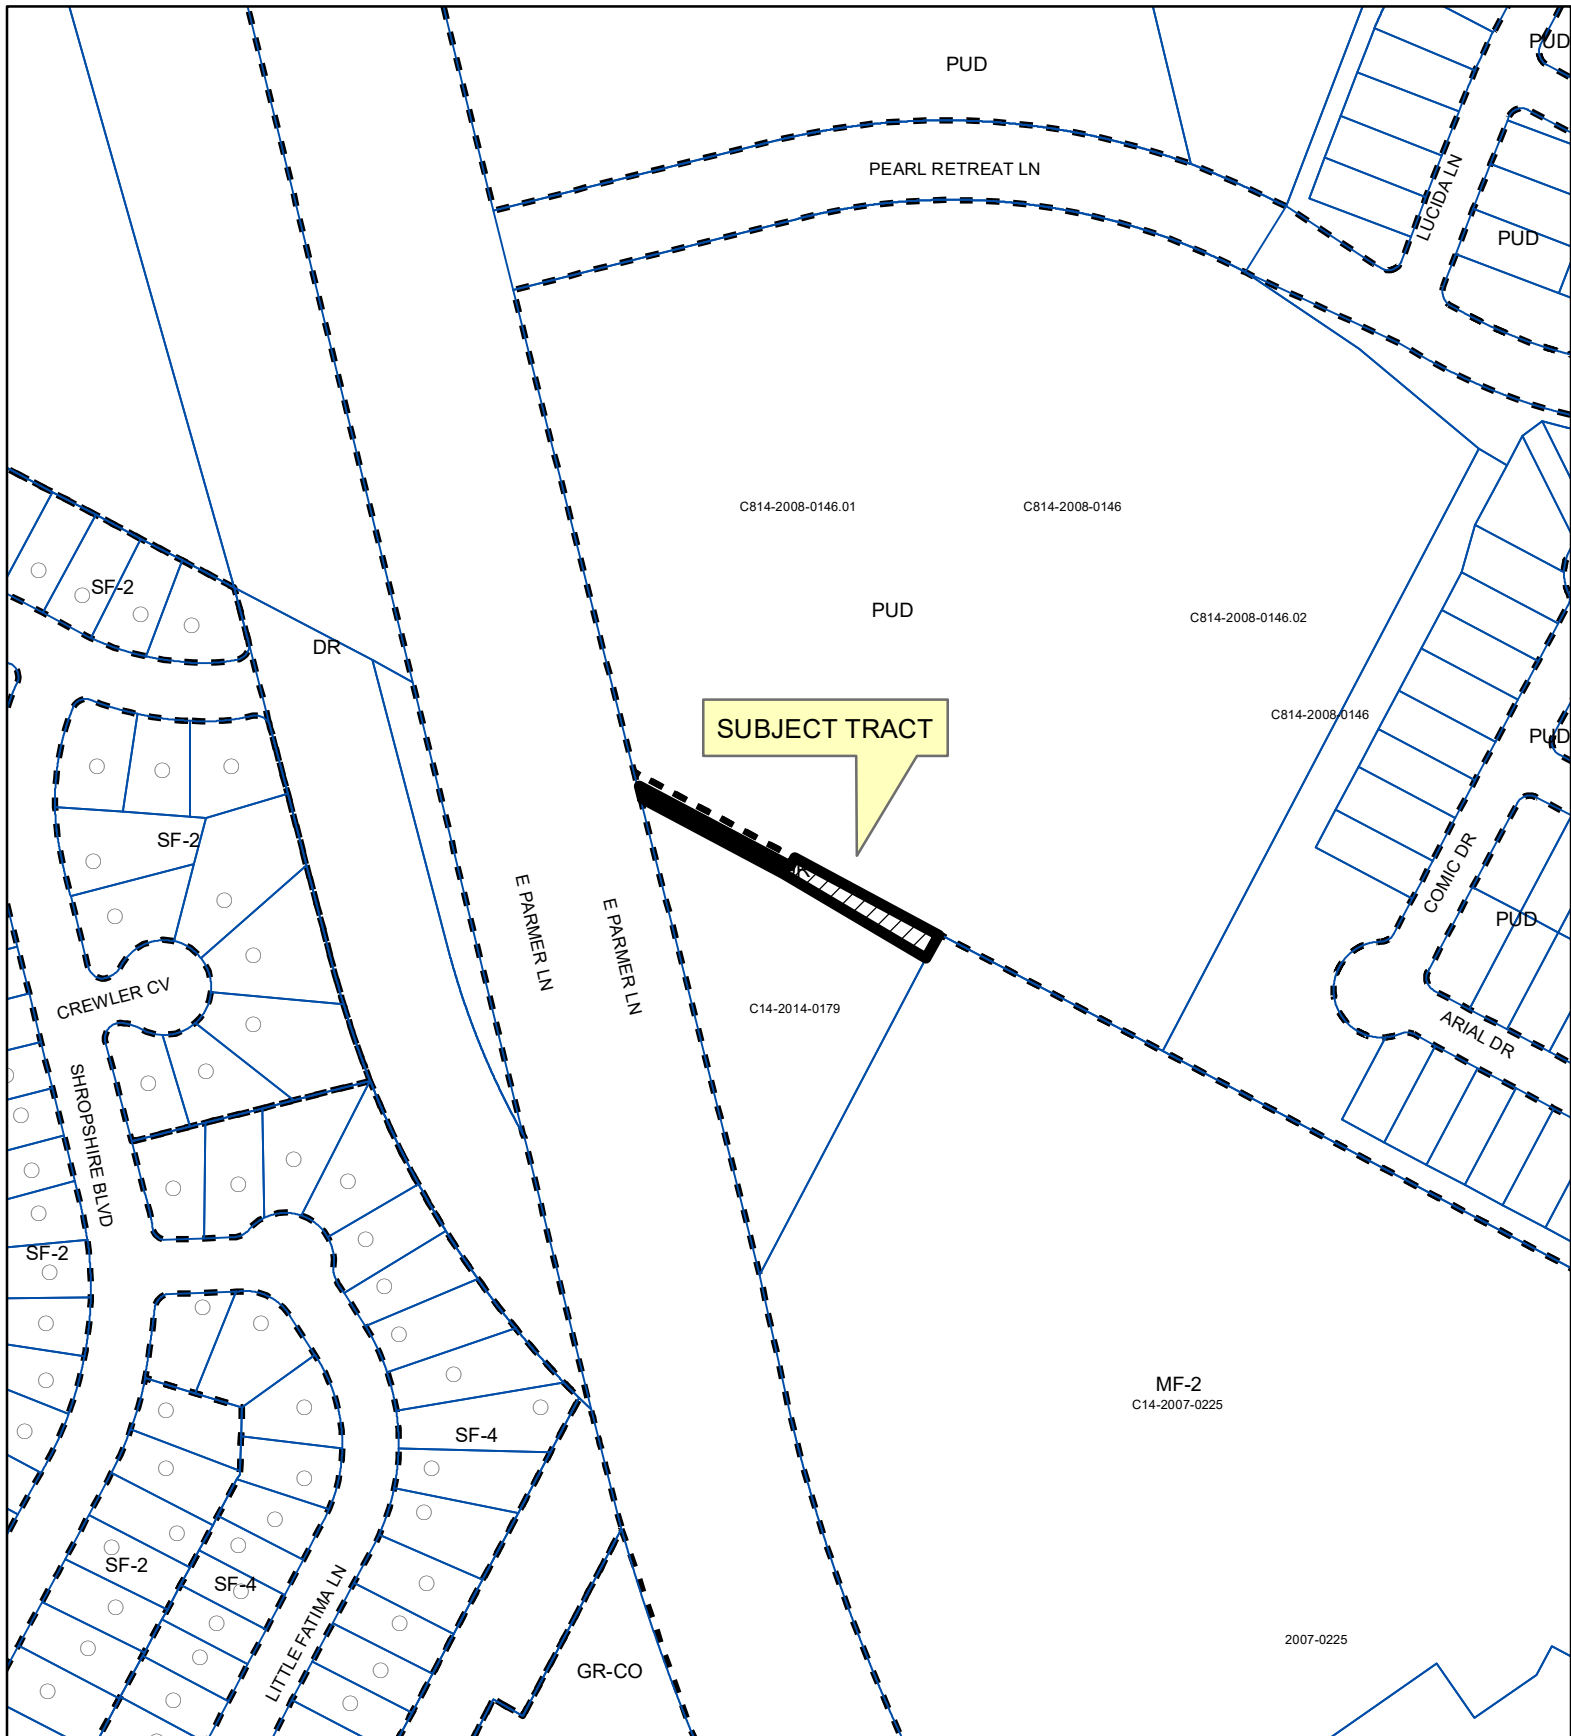 PUD
PUD
PEARL RETREAT LN
LUCIDA LN
PUD
C814-2008-0146.01
C814-2008-0146
SF-2
PUD
C814-2008-0146.02
DR
C814-2008-0146
SUBJECT TRACT
PUD
SF-2
COMIC DR
E PARMER LN
E PARMER LN
PUD
CREWLER CV
C14-2014-0179
ARIAL DR
SHROPSHIRE BLVD
SF-2
MF-2
C14-2007-0225
SF-4
SF-2
SF-4
LITTLE FATIMA LN
2007-0225
GR-CO